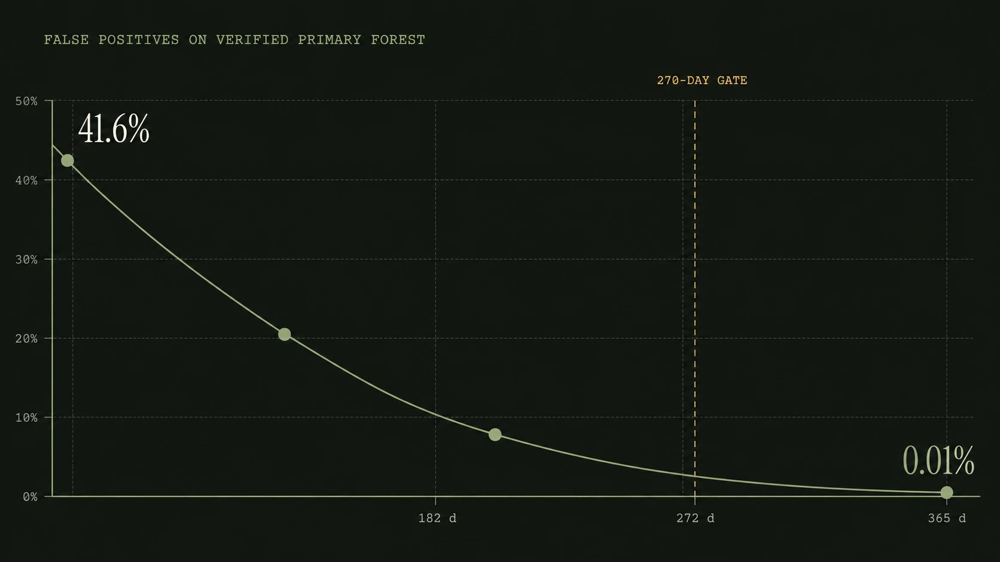 FALSE POSITIVES ON VERIFIED PRIMARY FOREST
270-DAY GATE
50%
41.6%
40%
30%
20%
10%
0.01%
0%
182 d
272 d
365 d